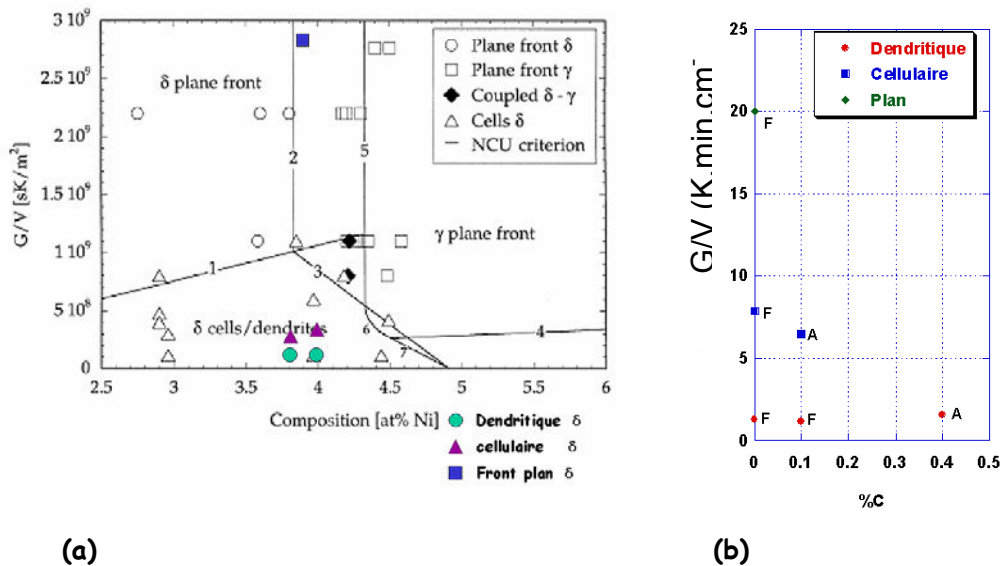 3 10⁹
2.5 10⁹
2 10⁹
1.5 10⁹
1 10⁹
5 10⁸
0
G/V [sK/m²]
δ plane front
γ plane front
δ cells/dendrites
1
2
3
4
5
6
7
Plane front δ
Plane front γ
Coupled δ - γ
Cells δ
NCU criterion
2.5 3 3.5 4 4.5 5 5.5 6
Composition [at% Ni]
Dendritique δ
cellulaire δ
Front plan δ
(a)
25
20
15
10
5
0
G/V (K.min.cm-
Dendritique
Cellulaire
Plan
F
F
A
F
F
A
0 0.1 0.2 0.3 0.4 0.5
%C
(b)